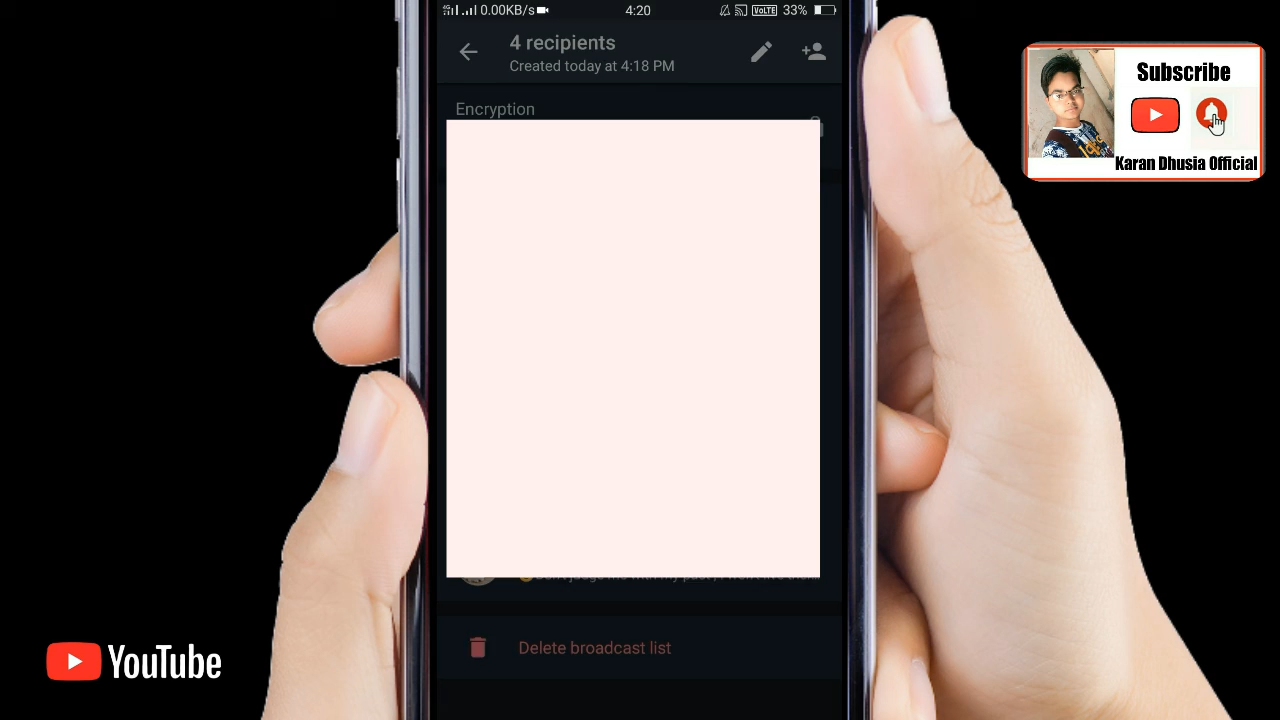 0.00KB/s 4:20 VoLTE 33%
4 recipients
Created today at 4:18 PM
Encryption
Delete broadcast list
Subscribe
Karan Dhusia Official
YouTube